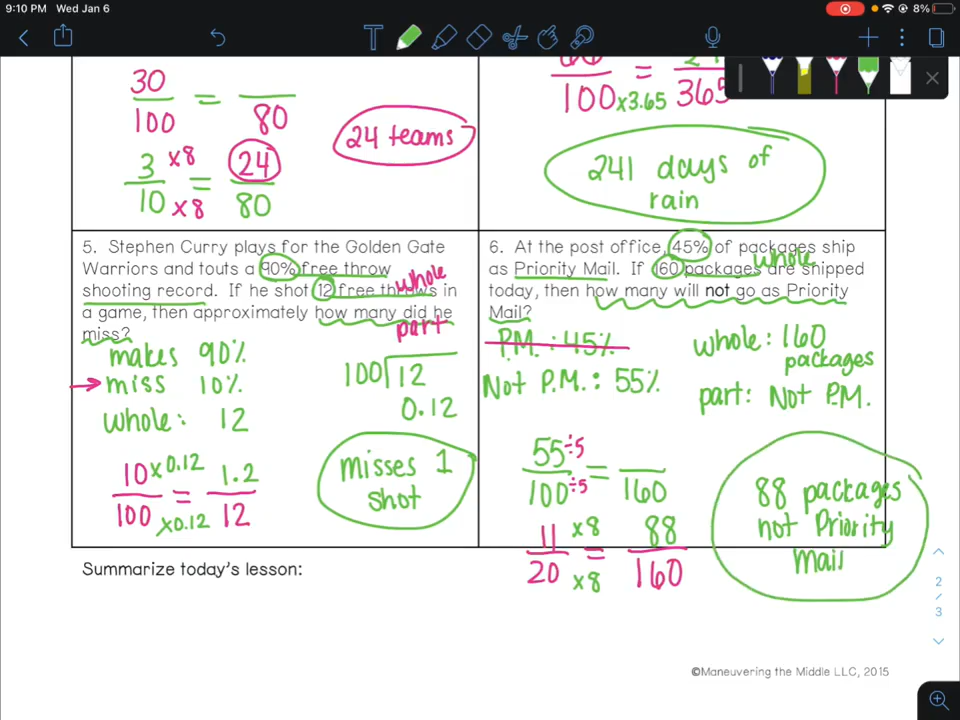 9:10 PM Wed Jan 6
8%
30
100
=
80
3
10
x8
x8
=
24
80
24 teams
100
x3.65
=
365
241 days of
rain
5. Stephen Curry plays for the Golden Gate
Warriors and touts a 90% free throw
shooting record. If he shot 12 free throws in
a game, then approximately how many did he
miss?
whole
part
makes 90%
miss 10%
whole: 12
100 12
0.12
10 x0.12 = 1.2
100 x0.12 12
misses 1
shot
6. At the post office, 45% of packages ship
as Priority Mail. If 160 packages are shipped
today, then how many will not go as Priority
Mail?
whole
P.M.: 45%
Not P.M.: 55%
whole: 160
packages
part: Not P.M.
55 ÷5
100 ÷5
=
160
11 x8 = 88
20 x8 160
88 packages
not Priority
Mail
Summarize today's lesson:
2
/
3
©Maneuvering the Middle LLC, 2015